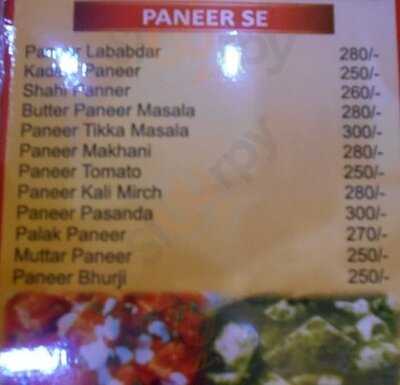 PANEER SE
Paneer Lababdar 280/-
Kadai Paneer 250/-
Shahi Panner 260/-
Butter Paneer Masala 280/-
Paneer Tikka Masala 300/-
Paneer Makhani 280/-
Paneer Tomato 250/-
Paneer Kali Mirch 280/-
Paneer Pasanda 300/-
Palak Paneer 270/-
Muttar Paneer 250/-
Paneer Bhurji 250/-